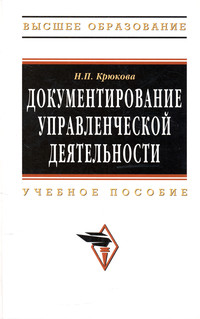 ВЫСШЕЕ ОБРАЗОВАНИЕ
Н.П. Крюкова
ДОКУМЕНТИРОВАНИЕ
УПРАВЛЕНЧЕСКОЙ
ДЕЯТЕЛЬНОСТИ
УЧЕБНОЕ ПОСОБИЕ